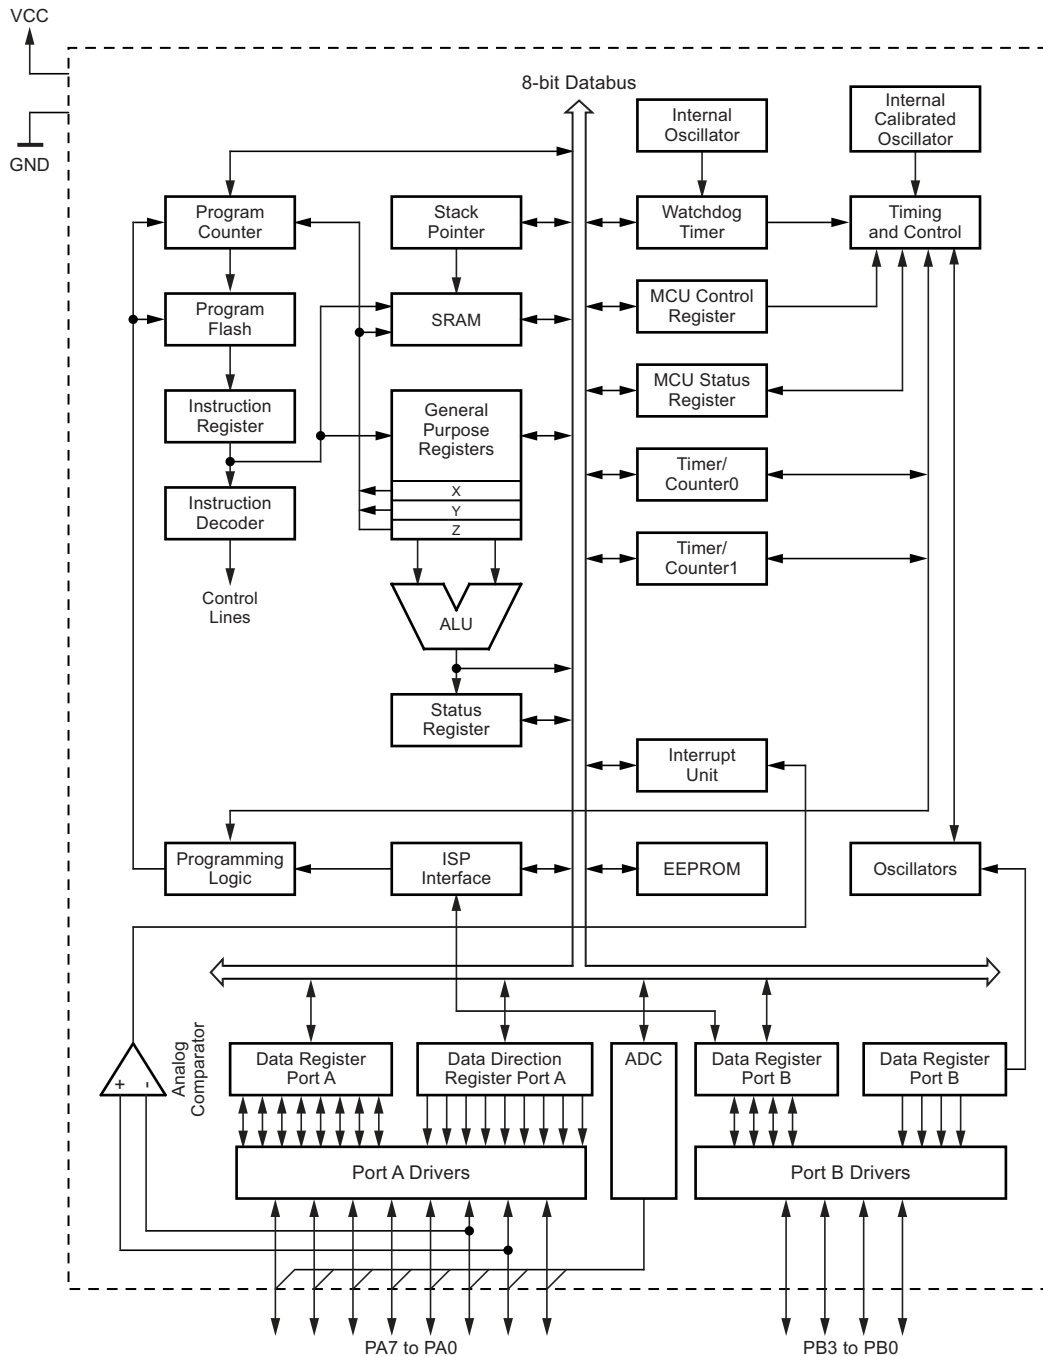 VCC
GND
8-bit Databus
Internal
Oscillator
Internal
Calibrated
Oscillator
Program
Counter
Stack
Pointer
Watchdog
Timer
Timing
and Control
Program
Flash
SRAM
MCU Control
Register
Instruction
Register
General
Purpose
Registers
X
Y
Z
MCU Status
Register
Instruction
Decoder
Timer/
Counter0
Control
Lines
ALU
Timer/
Counter1
Status
Register
Interrupt
Unit
Programming
Logic
ISP
Interface
EEPROM
Oscillators
Analog
Comparator
+
-
Data Register
Port A
Data Direction
Register Port A
ADC
Data Register
Port B
Data Register
Port B
Port A Drivers
Port B Drivers
PA7 to PA0
PB3 to PB0